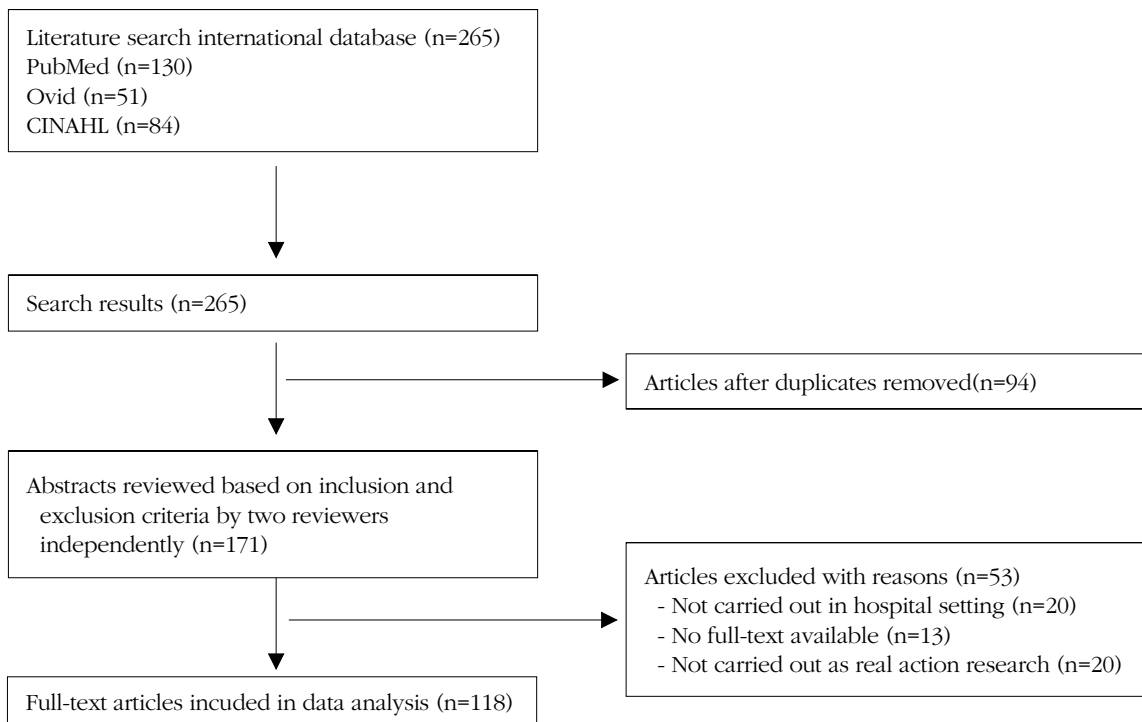 Literature search international database (n=265)
PubMed (n=130)
Ovid (n=51)
CINAHL (n=84)
Search results (n=265)
Articles after duplicates removed(n=94)
Abstracts reviewed based on inclusion and
exclusion criteria by two reviewers
independently (n=171)
Articles excluded with reasons (n=53)
- Not carried out in hospital setting (n=20)
- No full-text available (n=13)
- Not carried out as real action research (n=20)
Full-text articles incuded in data analysis (n=118)